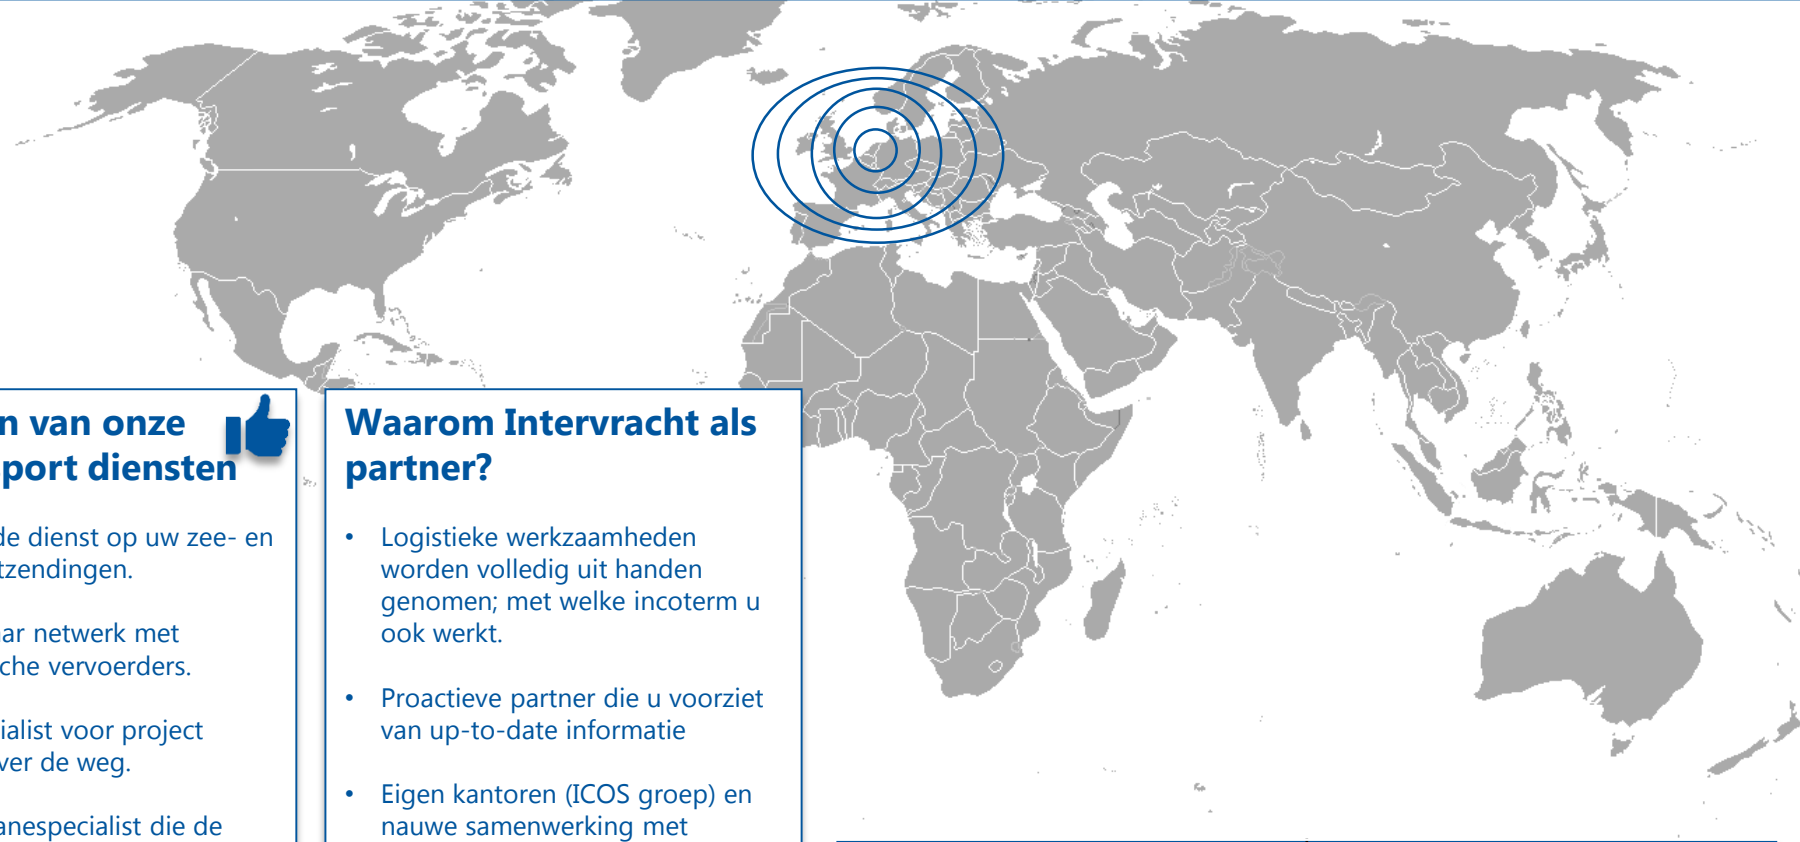 n van onze
port diensten
de dienst op uw zee- en
tzendingen.
ar netwerk met
che vervoerders.
ialist voor project
ver de weg.
anespecialist die de
Waarom Intervracht als
partner?
• Logistieke werkzaamheden
worden volledig uit handen
genomen; met welke incoterm u
ook werkt.
• Proactieve partner die u voorziet
van up-to-date informatie
• Eigen kantoren (ICOS groep) en
nauwe samenwerking met